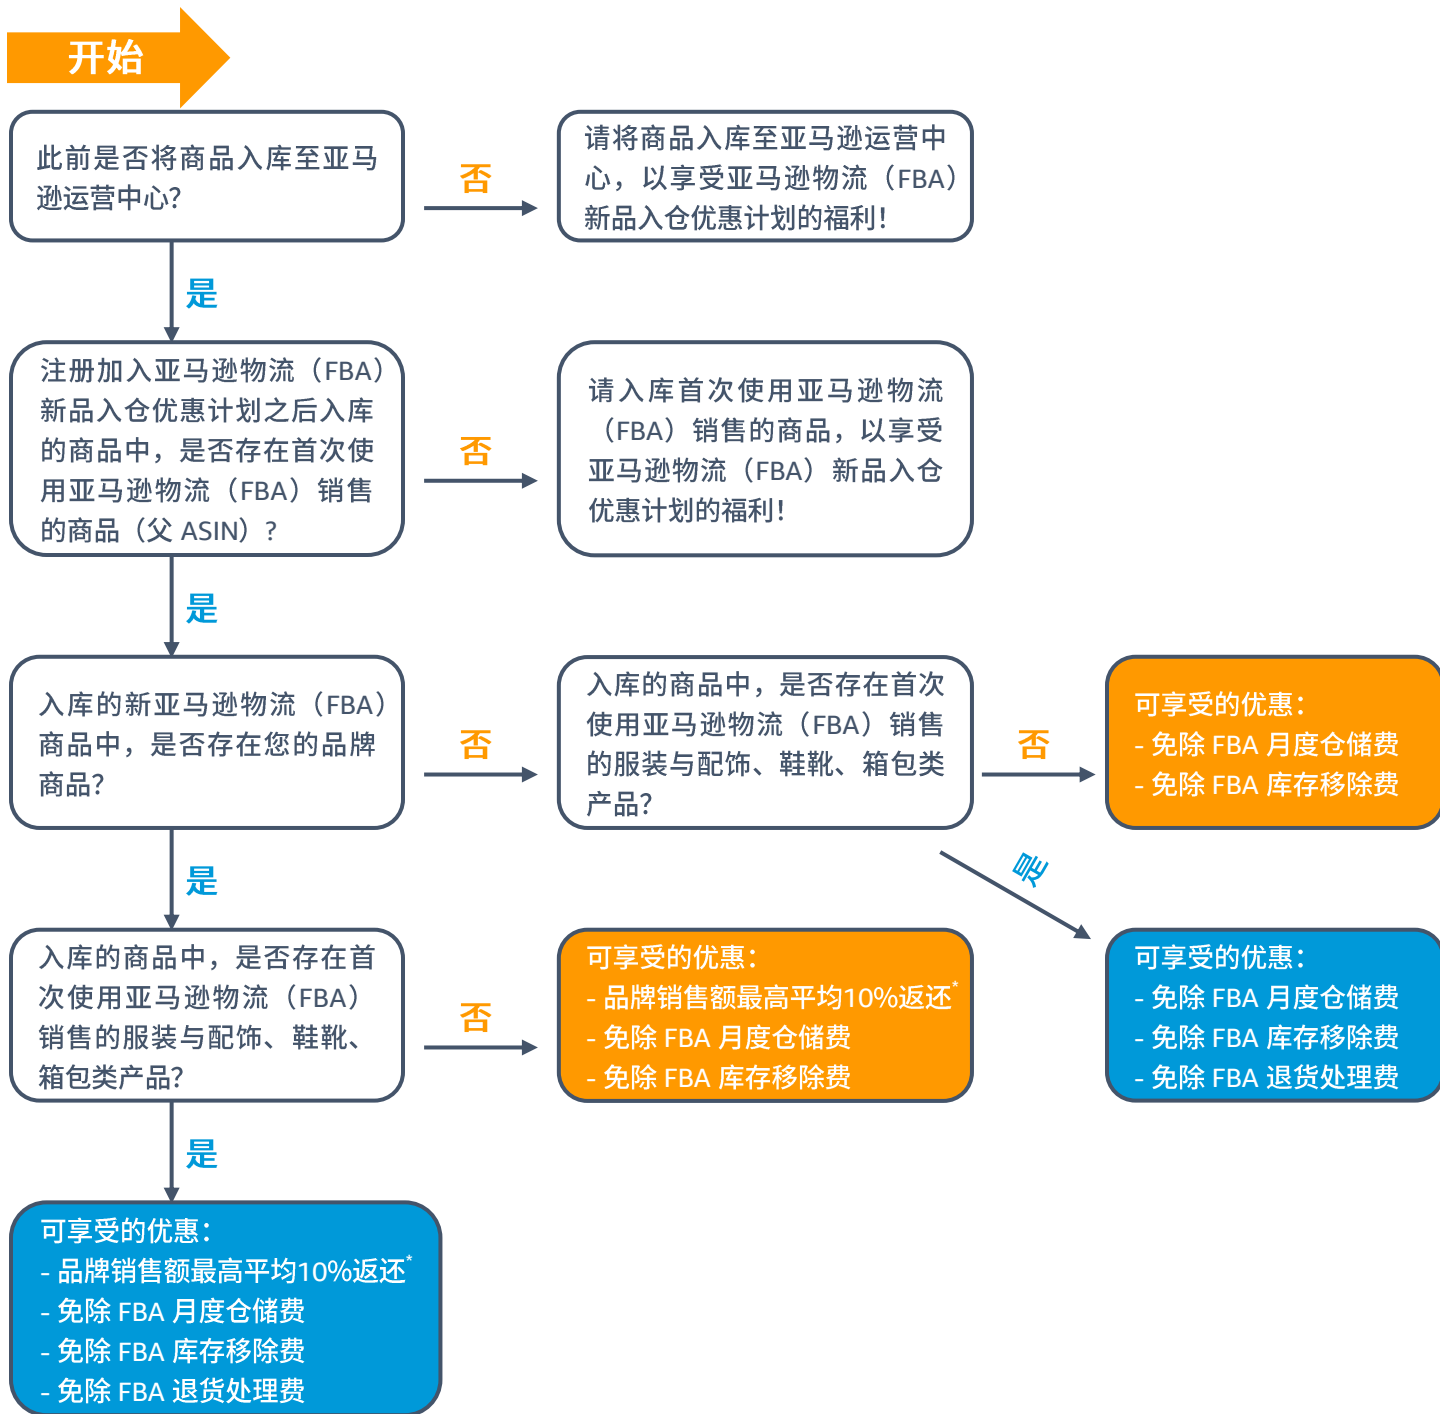 开始
此前是否将商品入库至亚马
逊运营中心？
否
请将商品入库至亚马逊运营中
心，以享受亚马逊物流（FBA）
新品入仓优惠计划的福利！
是
注册加入亚马逊物流（FBA）
新品入仓优惠计划之后入库
的商品中，是否存在首次使
用亚马逊物流（FBA）销售
的商品（父 ASIN）?
否
请入库首次使用亚马逊物流
（FBA）销售的商品，以享受
亚马逊物流（FBA）新品入仓
优惠计划的福利！
是
入库的新亚马逊物流（FBA）
商品中，是否存在您的品牌
商品？
否
入库的商品中，是否存在首次
使用亚马逊物流（FBA）销售
的服装与配饰、鞋靴、箱包类
产品？
否
可享受的优惠：
- 免除 FBA 月度仓储费
- 免除 FBA 库存移除费
是
是
入库的商品中，是否存在首
次使用亚马逊物流（FBA）
销售的服装与配饰、鞋靴、
箱包类产品？
否
可享受的优惠：
- 品牌销售额最高平均10%返还*
- 免除 FBA 月度仓储费
- 免除 FBA 库存移除费
可享受的优惠：
- 免除 FBA 月度仓储费
- 免除 FBA 库存移除费
- 免除 FBA 退货处理费
是
可享受的优惠：
- 品牌销售额最高平均10%返还*
- 免除 FBA 月度仓储费
- 免除 FBA 库存移除费
- 免除 FBA 退货处理费